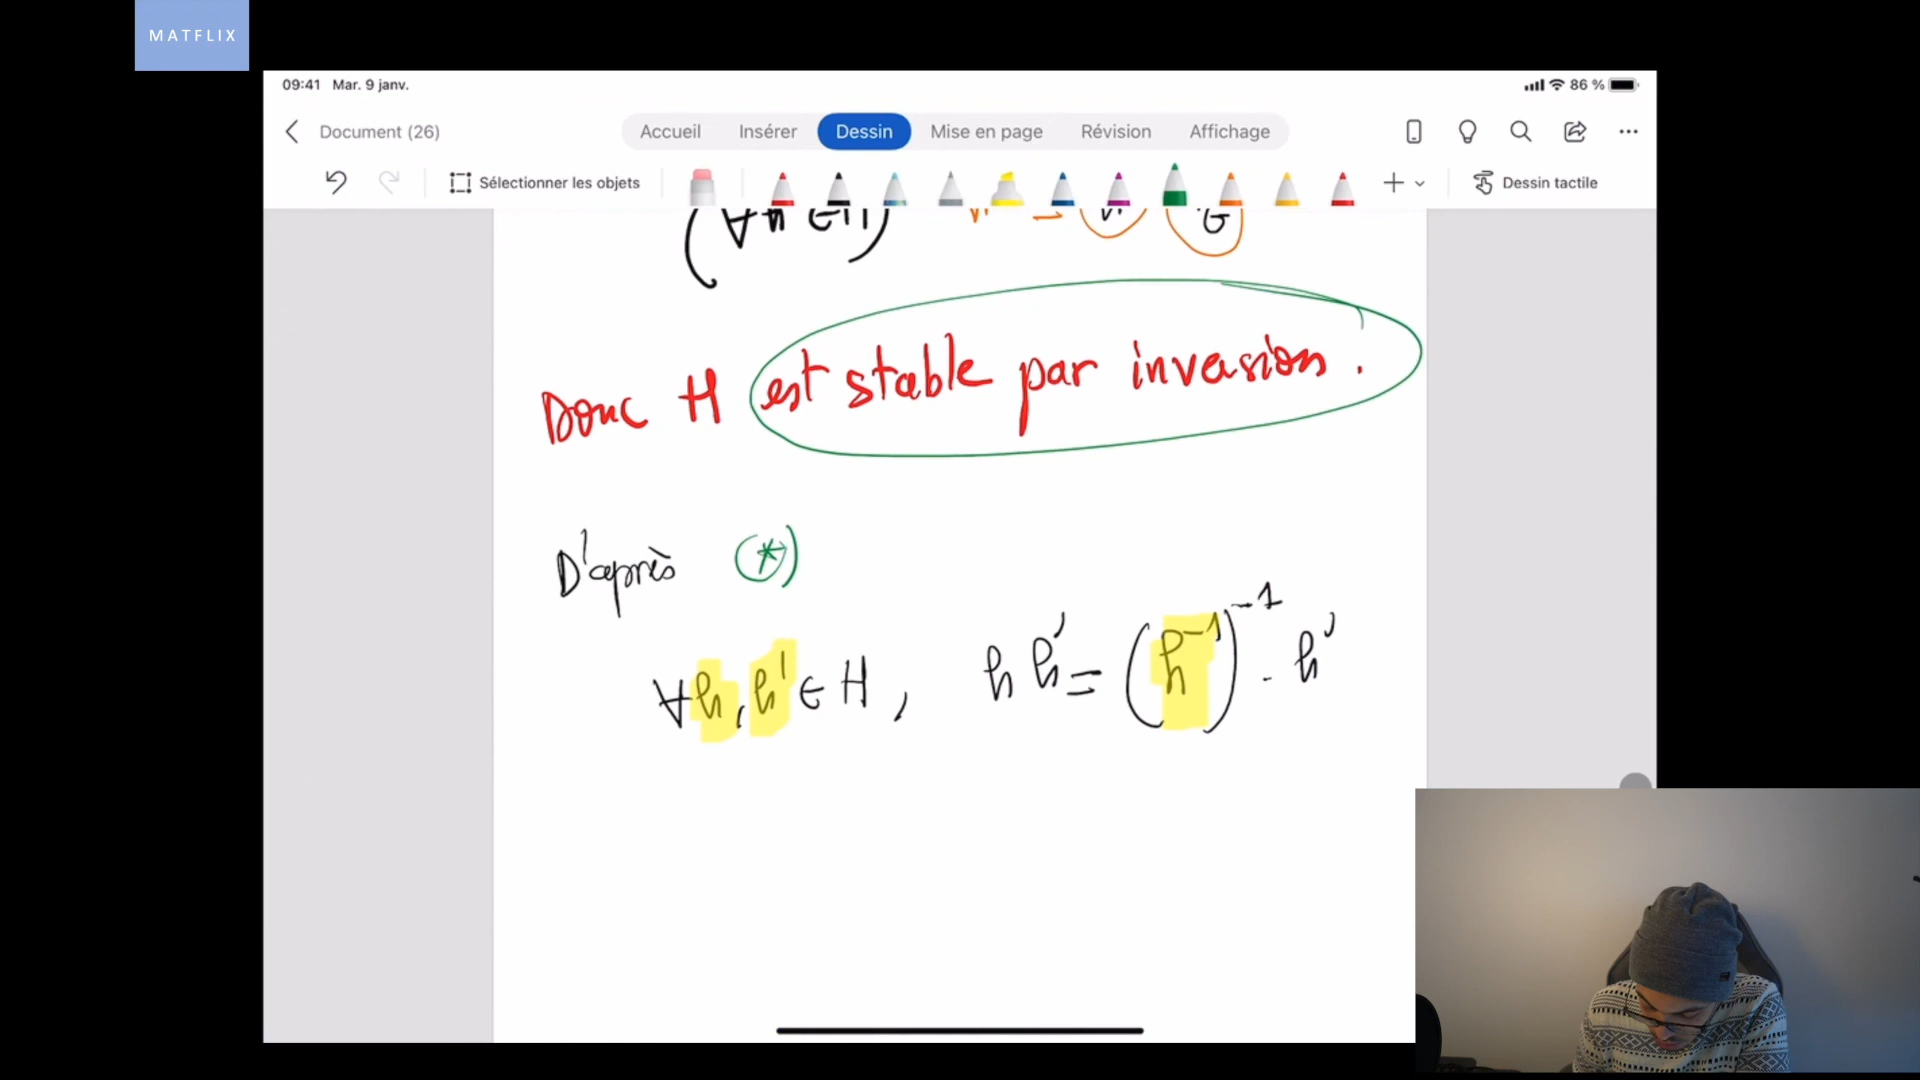 MATFLIX
09:41 Mar. 9 janv. 86 %
Document (26) Accueil Insérer Dessin Mise en page Révision Affichage
Sélectionner les objets Dessin tactile
(∀h ∈H)
Donc H est stable par inversion.
D'après (*)
∀h, h' ∈ H, h h' = (h⁻¹)⁻¹ . h'